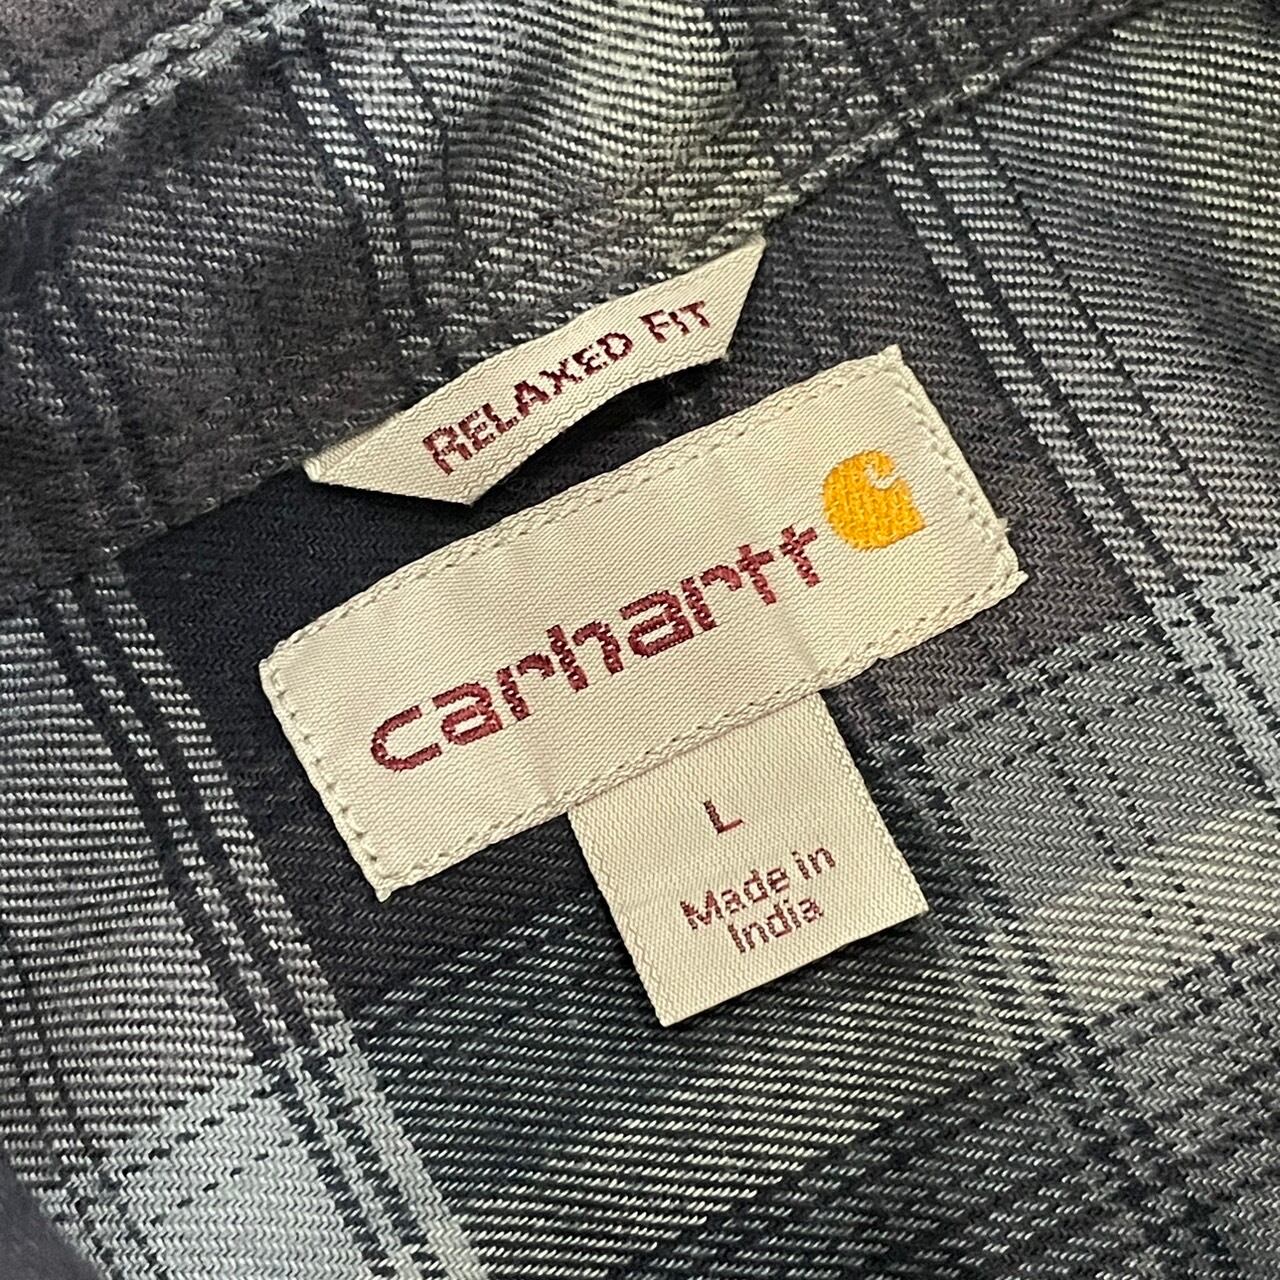 RELAXED FIT
carhartt
L
Made in
India